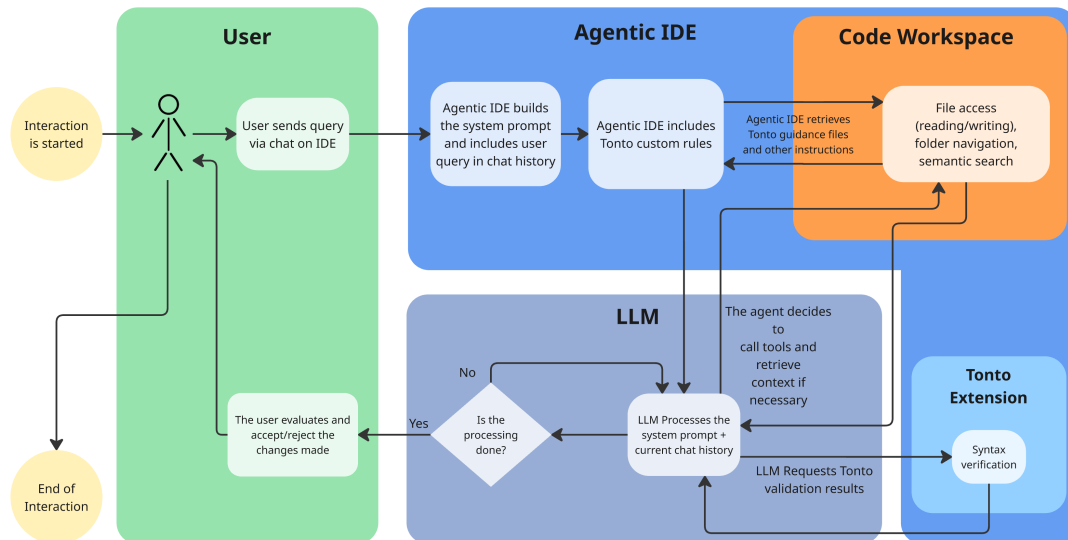 User
Agentic IDE
Code Workspace
Interaction
is started
User sends query
via chat on IDE
Agentic IDE builds
the system prompt
and includes user
query in chat history
Agentic IDE includes
Tonto custom rules
Agentic IDE retrieves
Tonto guidance files
and other instructions
File access
(reading/writing),
folder navigation,
semantic search
LLM
The agent decides
to
call tools and
retrieve
context if
necessary
No
Is the
processing
done?
Yes
LLM Processes the
system prompt +
current chat history
The user evaluates and
accept/reject the
changes made
LLM Requests Tonto
validation results
Tonto
Extension
Syntax
verification
End of
Interaction